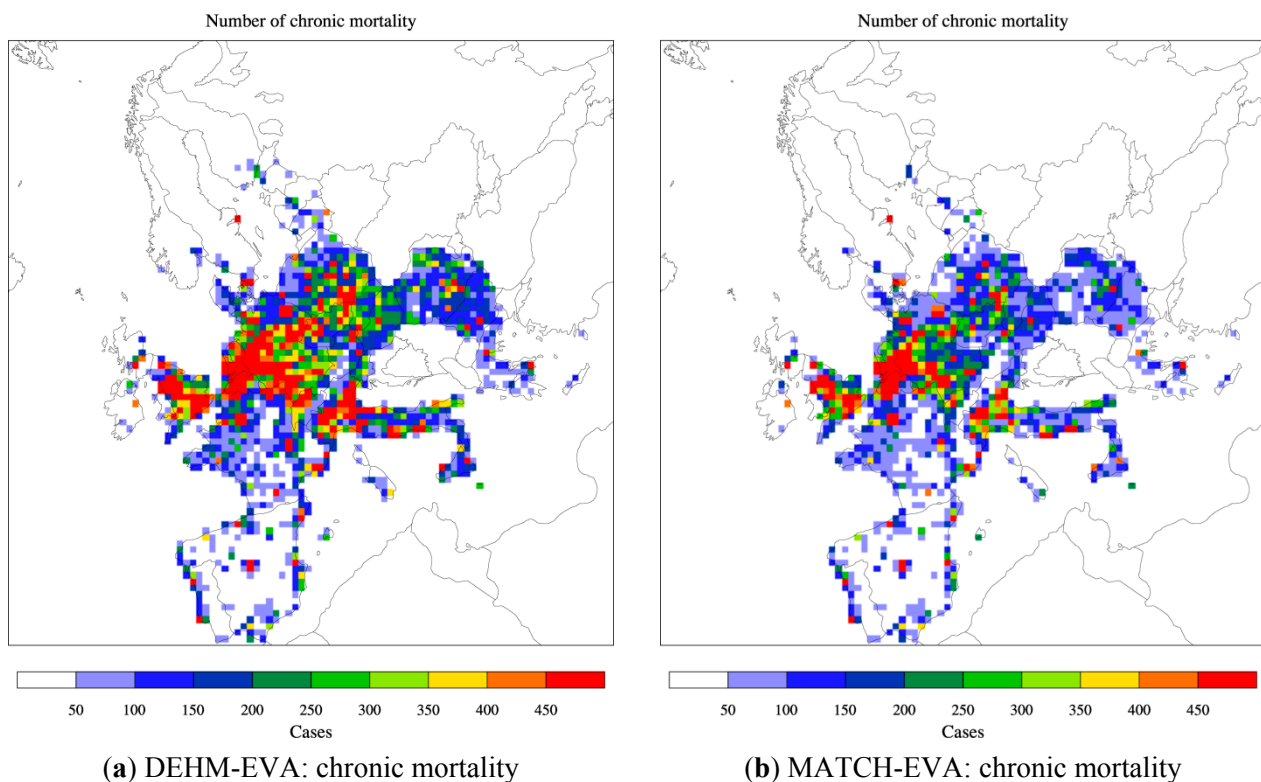 Number of chronic mortality
50 100 150 200 250 300 350 400 450
Cases
(a) DEHM-EVA: chronic mortality
Number of chronic mortality
50 100 150 200 250 300 350 400 450
Cases
(b) MATCH-EVA: chronic mortality